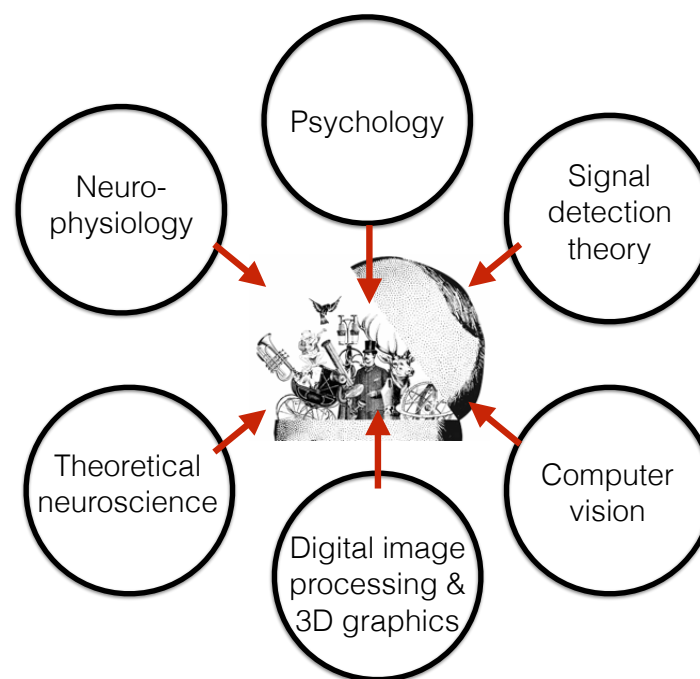 Psychology
Neuro-
physiology
Signal
detection
theory
Theoretical
neuroscience
Computer
vision
Digital image
processing &
3D graphics